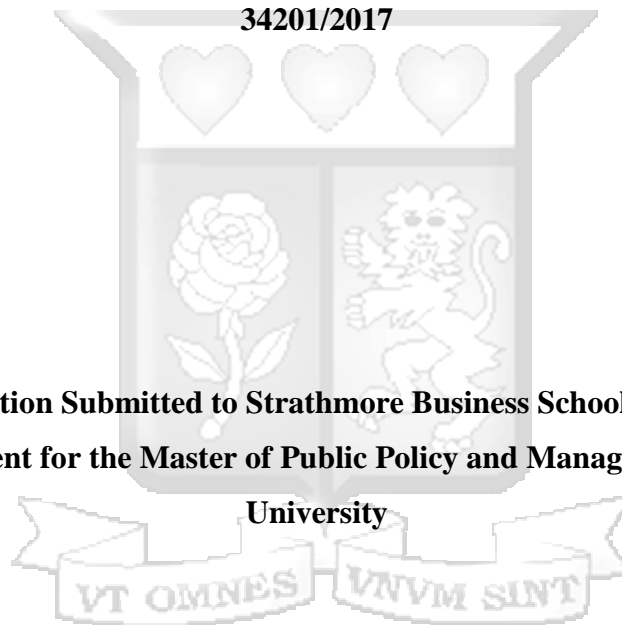 34201/2017
tion Submitted to Strathmore Business School
ent for the Master of Public Policy and Manag
University
VT OMNES VNVM SINT